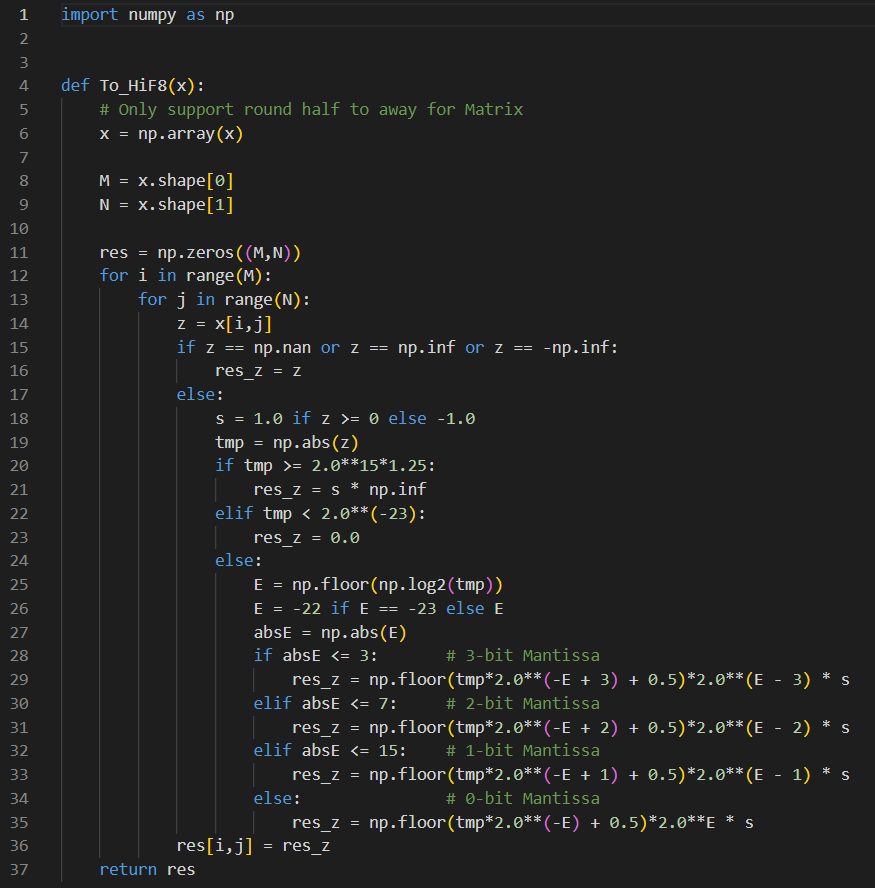 1 import numpy as np
2
3
4 def To_HiF8(x):
5     # Only support round half to away for Matrix
6     x = np.array(x)
7
8     M = x.shape[0]
9     N = x.shape[1]
10
11     res = np.zeros((M,N))
12     for i in range(M):
13         for j in range(N):
14             z = x[i,j]
15             if z == np.nan or z == np.inf or z == -np.inf:
16                 res_z = z
17             else:
18                 s = 1.0 if z >= 0 else -1.0
19                 tmp = np.abs(z)
20                 if tmp >= 2.0**15*1.25:
21                     res_z = s * np.inf
22                 elif tmp < 2.0**(-23):
23                     res_z = 0.0
24                 else:
25                     E = np.floor(np.log2(tmp))
26                     E = -22 if E == -23 else E
27                     absE = np.abs(E)
28                     if absE <= 3:       # 3-bit Mantissa
29                         res_z = np.floor(tmp*2.0**(-E + 3) + 0.5)*2.0**(E - 3) * s
30                     elif absE <= 7:     # 2-bit Mantissa
31                         res_z = np.floor(tmp*2.0**(-E + 2) + 0.5)*2.0**(E - 2) * s
32                     elif absE <= 15:    # 1-bit Mantissa
33                         res_z = np.floor(tmp*2.0**(-E + 1) + 0.5)*2.0**(E - 1) * s
34                     else:               # 0-bit Mantissa
35                         res_z = np.floor(tmp*2.0**(-E) + 0.5)*2.0**E * s
36             res[i,j] = res_z
37     return res